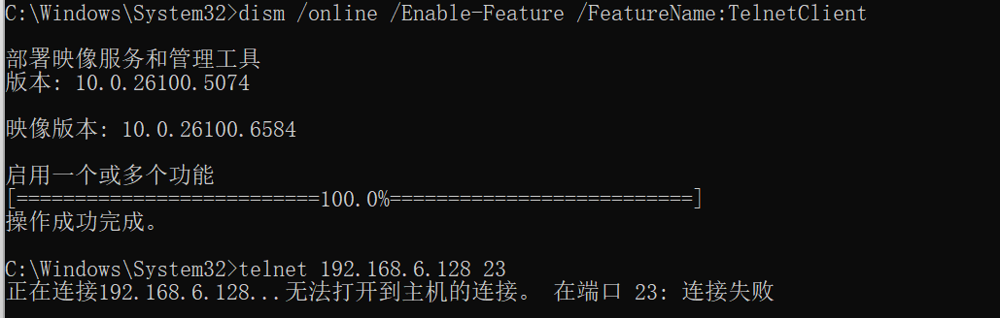 C:\Windows\System32>dism /online /Enable-Feature /FeatureName:TelnetClient
部署映像服务和管理工具
版本: 10.0.26100.5074
映像版本: 10.0.26100.6584
启用一个或多个功能
[==========================100.0%==========================]
操作成功完成。
C:\Windows\System32>telnet 192.168.6.128 23
正在连接192.168.6.128...无法打开到主机的连接。 在端口 23: 连接失败